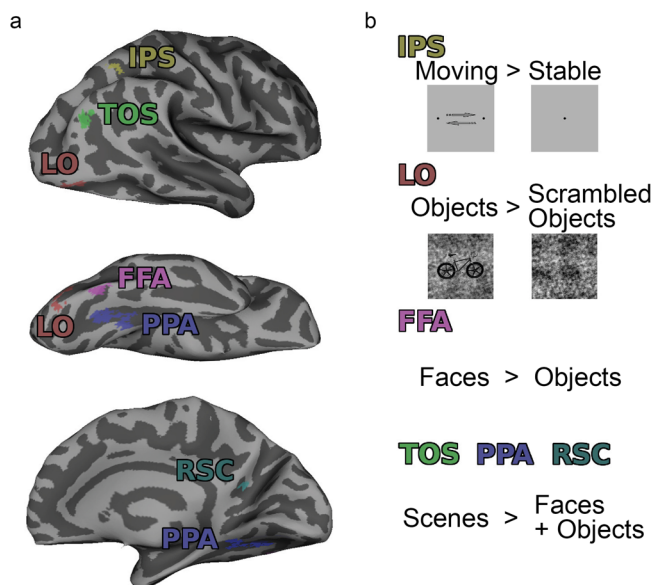 a
IPS
TOS
LO
FFA
LO
PPA
RSC
PPA
b
IPS
Moving > Stable
LO
Objects > Scrambled
Objects
FFA
Faces > Objects
TOS PPA RSC
Scenes > Faces
+ Objects